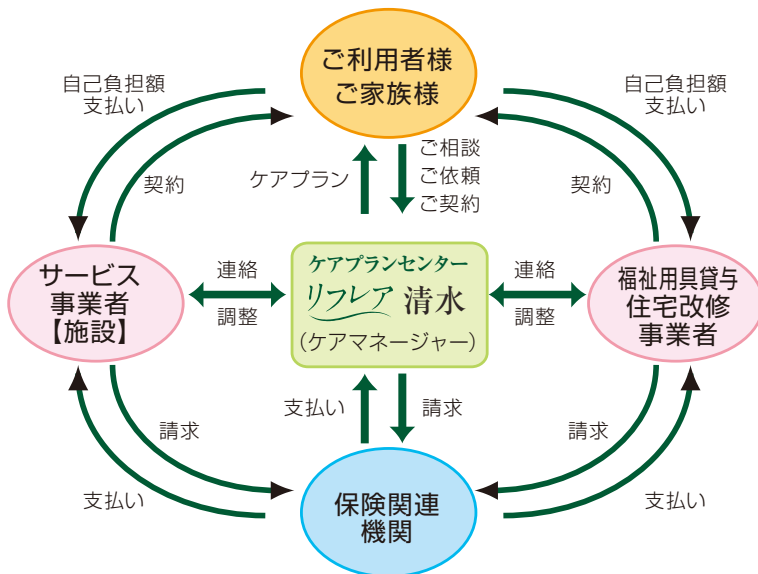 ご利用者様
ご家族様
自己負担額
支払い
自己負担額
支払い
契約
ケアプラン
ご相談
ご依頼
ご契約
契約
サービス
事業者
【施設】
連絡
調整
ケアプランセンター
リフレア 清水
(ケアマネージャー)
連絡
調整
福祉用具貸与
住宅改修
事業者
請求
支払い
請求
請求
支払い
保険関連
機関
支払い